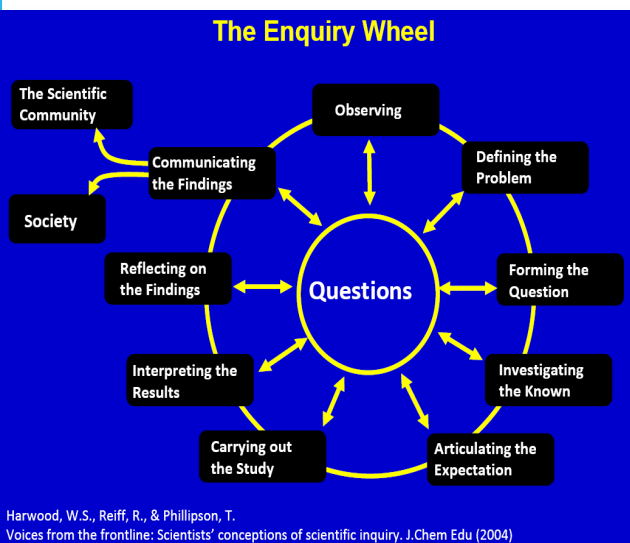 The Enquiry Wheel
The Scientific
Community
Observing
Communicating
the Findings
Defining the
Problem
Society
Reflecting on
the Findings
Questions
Forming the
Question
Interpreting the
Results
Investigating
the Known
Carrying out
the Study
Articulating the
Expectation
Harwood, W.S., Reiff, R., & Phillipson, T.
Voices from the frontline: Scientists’ conceptions of scientific inquiry. J.Chem Edu (2004)